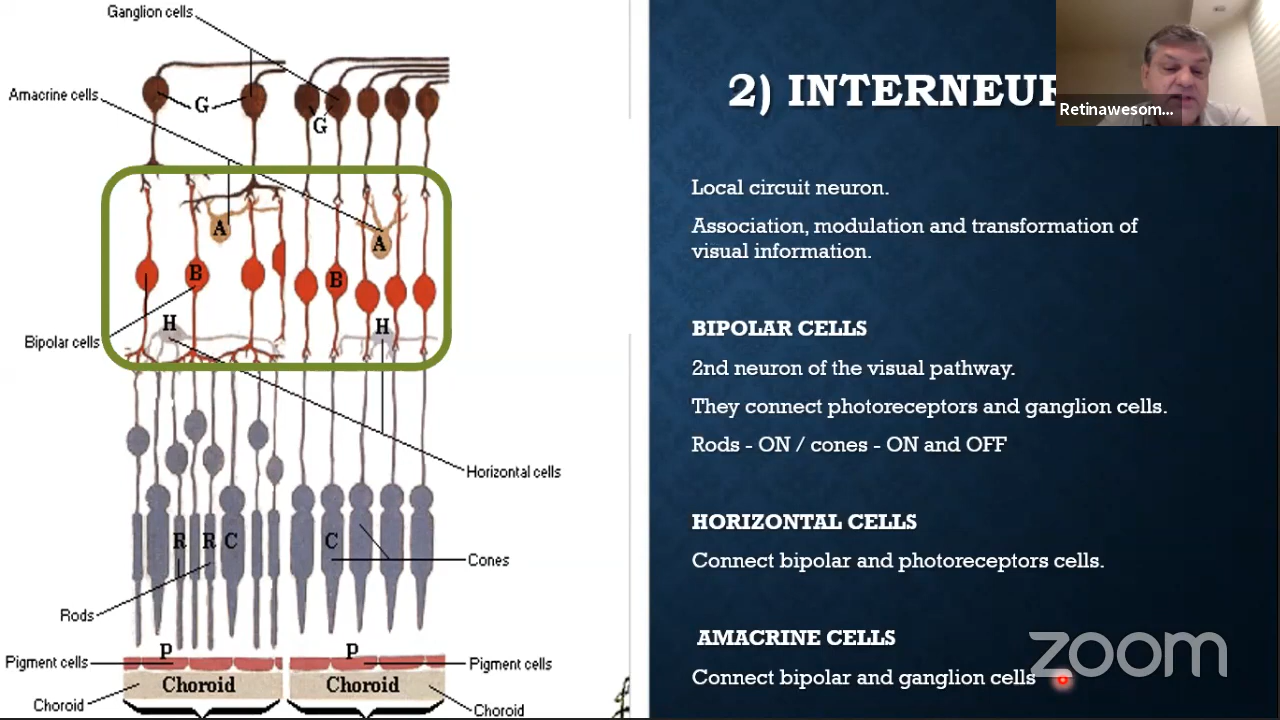 Ganglion cells
Amacrine cells
G
G
A
A
B
B
H
H
Bipolar cells
Horizontal cells
R
R
C
C
Cones
Rods
P
P
Pigment cells
Pigment cells
Choroid
Choroid
Choroid
Choroid
2) INTERNEUR
Retinawesom...
Local circuit neuron.
Association, modulation and transformation of
visual information.
BIPOLAR CELLS
2nd neuron of the visual pathway.
They connect photoreceptors and ganglion cells.
Rods - ON / cones - ON and OFF
HORIZONTAL CELLS
Connect bipolar and photoreceptors cells.
AMACRINE CELLS
Connect bipolar and ganglion cells
zoom